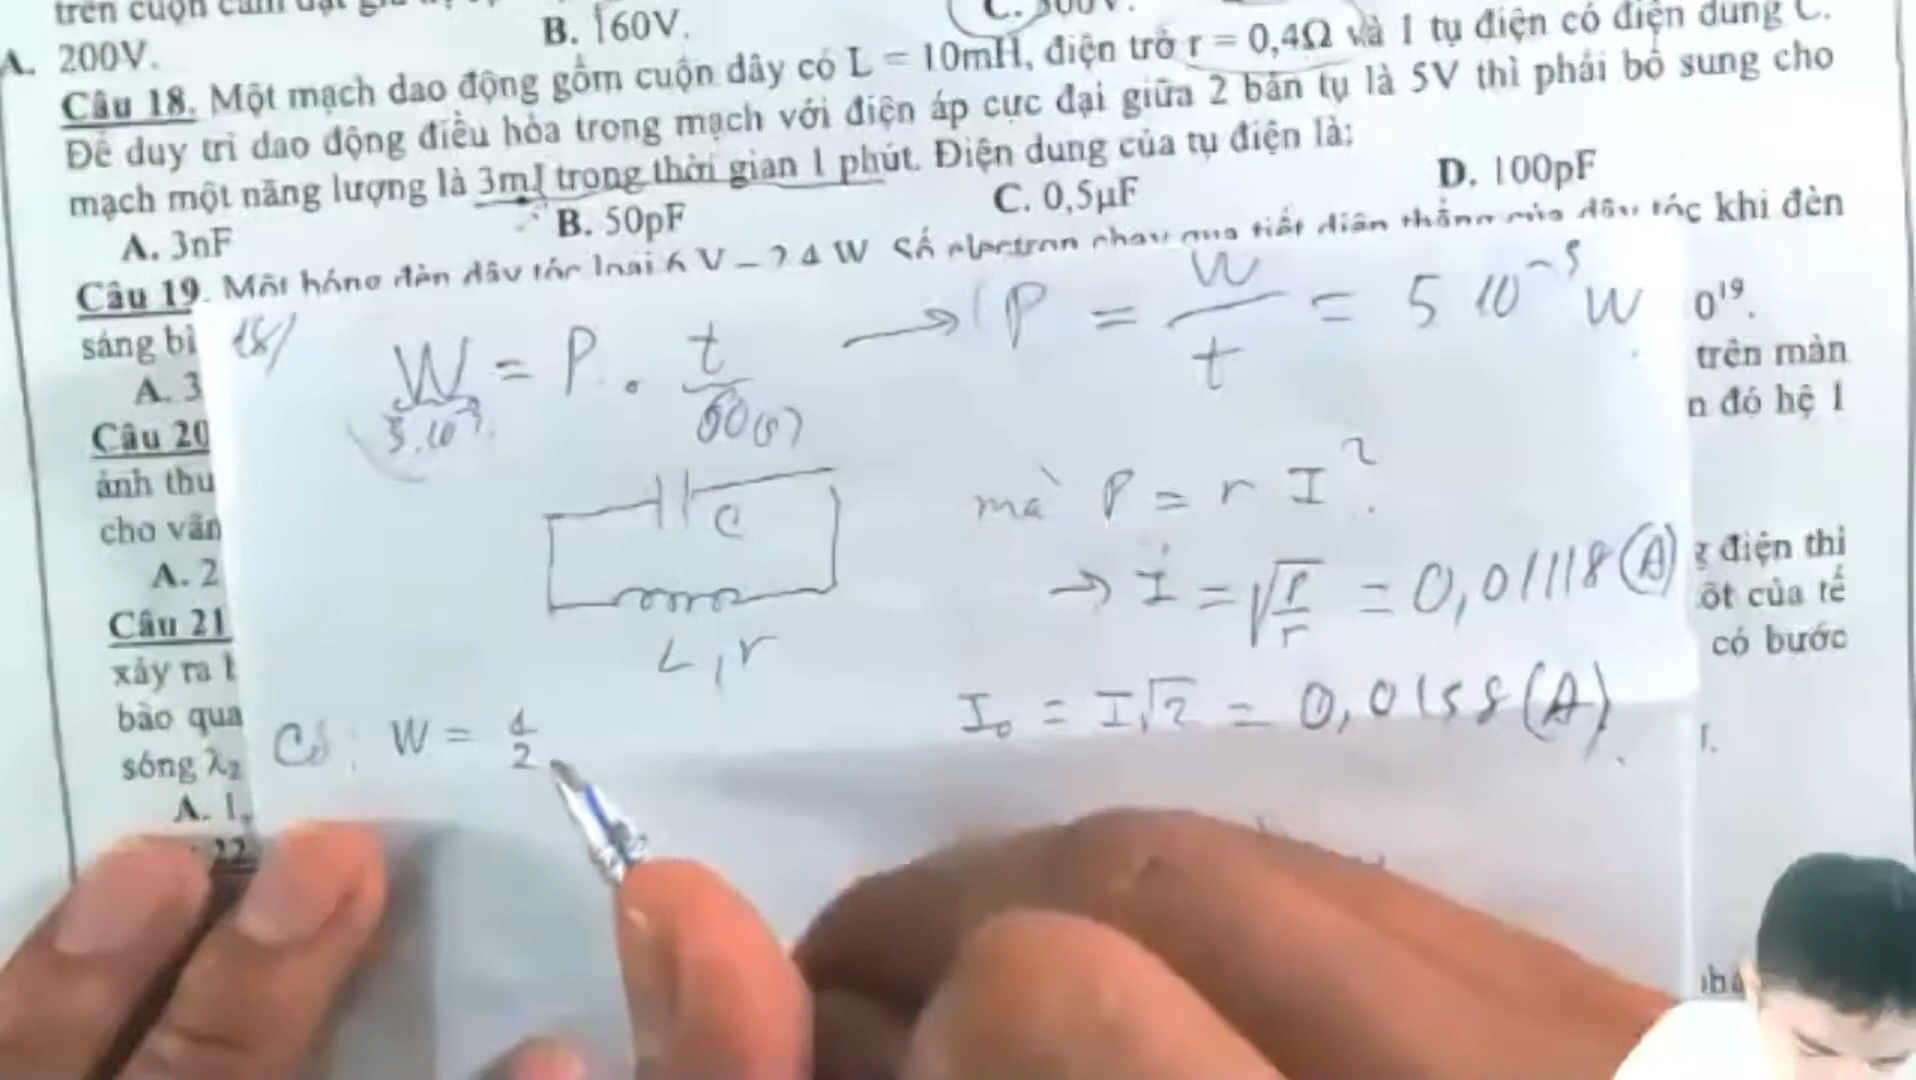 trên cuộn cảm đạt
A. 200V. B. 160V. C. 300V.
Câu 18. Một mạch dao động gồm cuộn dây có L = 10mH, điện trở r = 0,4Ω và 1 tụ điện có điện dung C.
Để duy trì dao động điều hòa trong mạch với điện áp cực đại giữa 2 bản tụ là 5V thì phải bổ sung cho
mạch một năng lượng là 3mJ trong thời gian 1 phút. Điện dung của tụ điện là:
A. 3nF B. 50pF C. 0,5μF D. 100pF
Câu 19. Một bóng đèn dây tóc loại 6 V – 2,4 W Số electron chạy qua tiết diện thẳng của dây tóc khi đèn
sáng bì 0¹⁹.
A. 3 trên màn
Câu 20 n đó hệ 1
ảnh thu
cho vân điện thì
A. 2 ốt của tế
Câu 21 có bước
xảy ra
bào qua
sóng λ₂
A. 1,
22
18/
W = P . t → P = W/t = 5 10⁻⁵ W
60(s)
C
L, r
mà P = r I².
→ I = √(P/r) = 0,01118 (A)
I₀ = I√2 = 0,0158 (A).
Có: W = 1/2